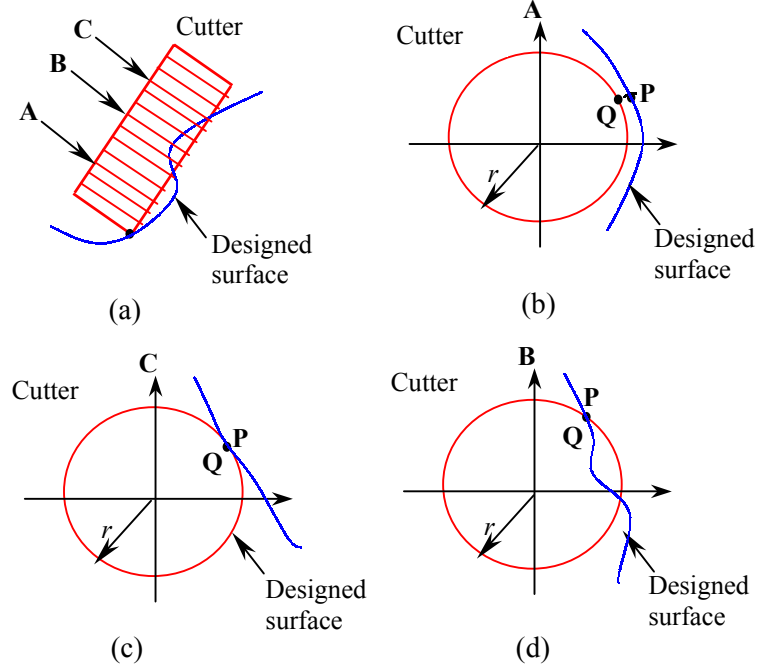 C
Cutter
B
A
Designed
surface
(a)
A
Cutter
P
Q
r
Designed
surface
(b)
C
Cutter
P
Q
r
Designed
surface
(c)
B
Cutter
P
Q
r
Designed
surface
(d)